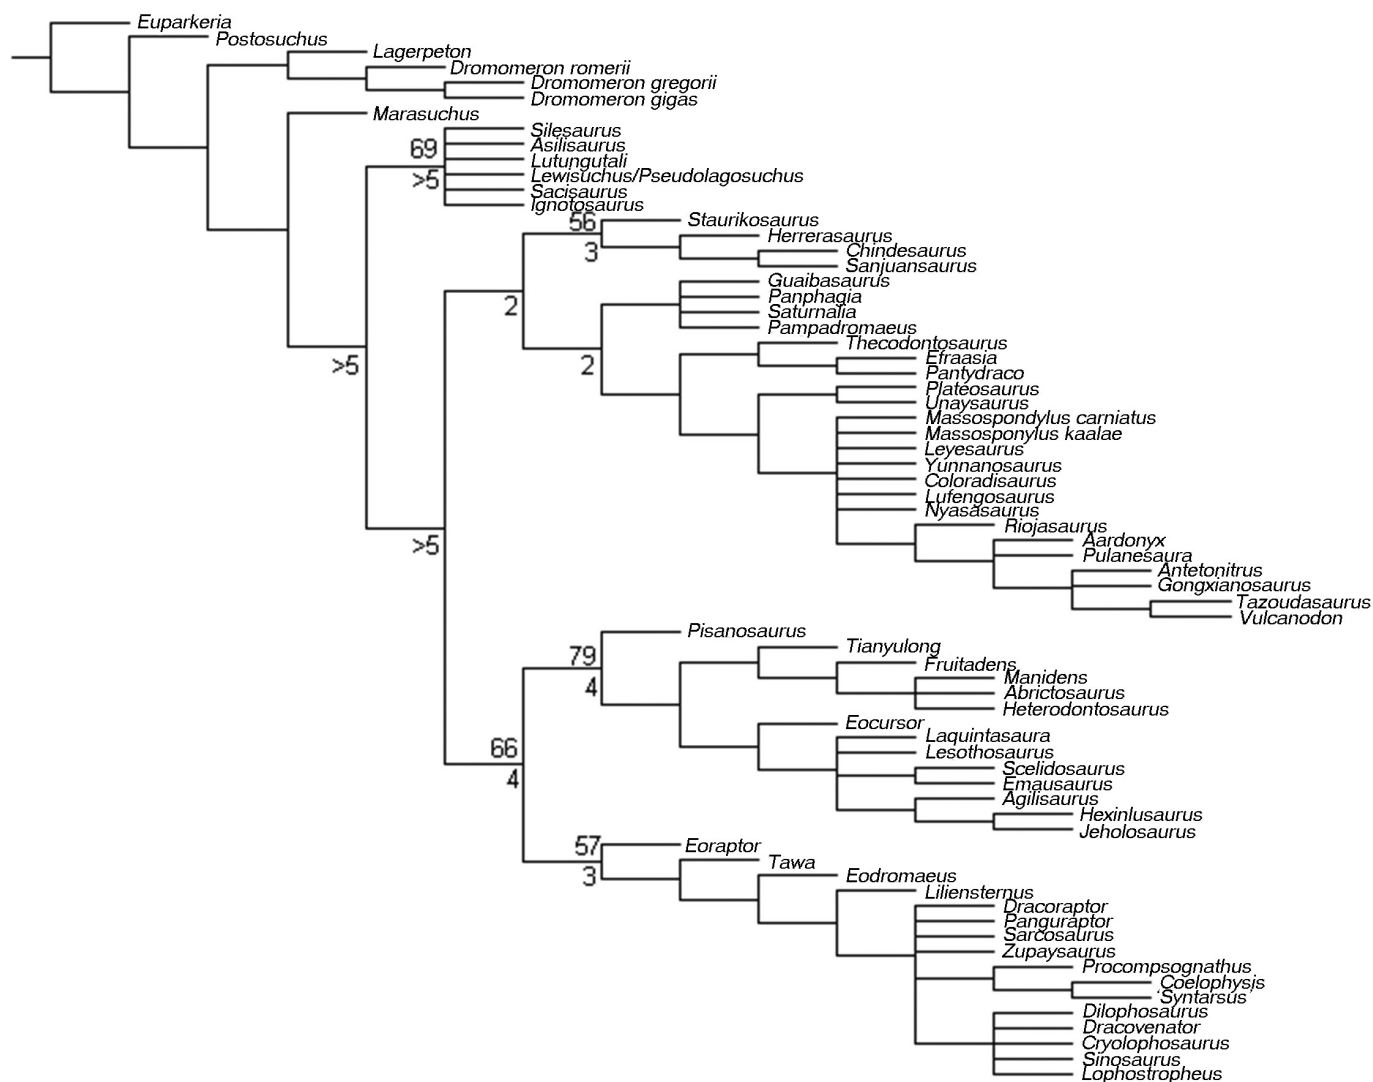 Euparkeria
Postosuchus
Lagerpeton
Dromomeron romerii
Dromomeron gregorii
Dromomeron gigas
Marasuchus
Silesaurus
69
Asilisaurus
Lutungutali
>5
Lewisuchus/Pseudolagosuchus
Sacisaurus
Ignotosaurus
56
Staurikosaurus
Herrerasaurus
3
Chindesaurus
Sanjuansaurus
Guaibasaurus
Panphagia
2
Saturnalia
Pampadromaeus
Thecodontosaurus
Efraasia
>5
2
Pantydraco
Plateosaurus
Unaysaurus
Massospondylus carniatus
Massosponylus kaalae
Leyesaurus
Yunnanosaurus
Coloradisaurus
Lufengosaurus
Nyasasaurus
Riojasaurus
Aardonyx
>5
Pulanesaura
Antetonitrus
Gongxianosaurus
Tazoudasaurus
Vulcanodon
Pisanosaurus
Tianyulong
79
Fruitadens
Manidens
4
Abrictosaurus
Heterodontosaurus
Eocursor
Laquintasaura
66
Lesothosaurus
Scelidosaurus
4
Emausaurus
Agilisaurus
Hexinlusaurus
Jeholosaurus
57
Eoraptor
Tawa
3
Eodromaeus
Liliensternus
Dracoraptor
Panguraptor
Sarcosaurus
Zupaysaurus
Procompsognathus
Coelophysis
'Syntarsus'
Dilophosaurus
Dracovenator
Cryolophosaurus
Sinosaurus
Lophostropheus